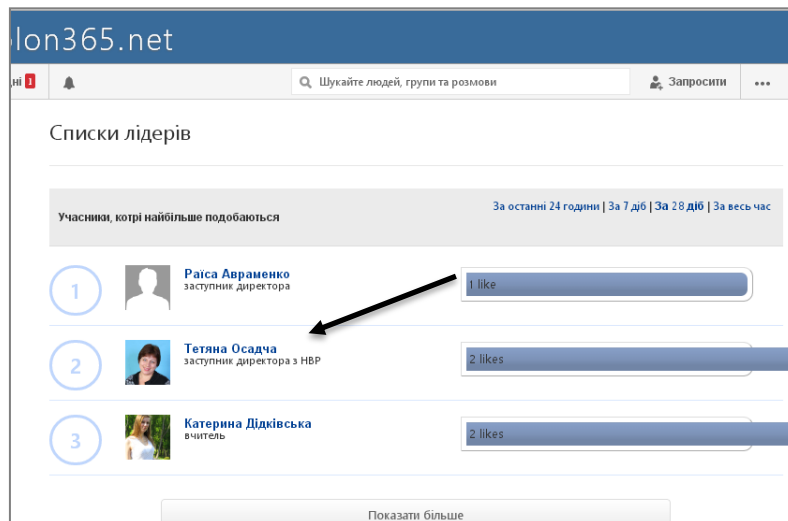 lon365.net
ні 1
Шукайте людей, групи та розмови
Запросити
Списки лідерів
Учасники, котрі найбільше подобаються
За останні 24 години | За 7 діб | За 28 діб | За весь час
1
Раїса Авраменко
заступник директора
1 like
2
Тетяна Осадча
заступник директора з НВР
2 likes
3
Катерина Дідківська
вчитель
2 likes
Показати більше